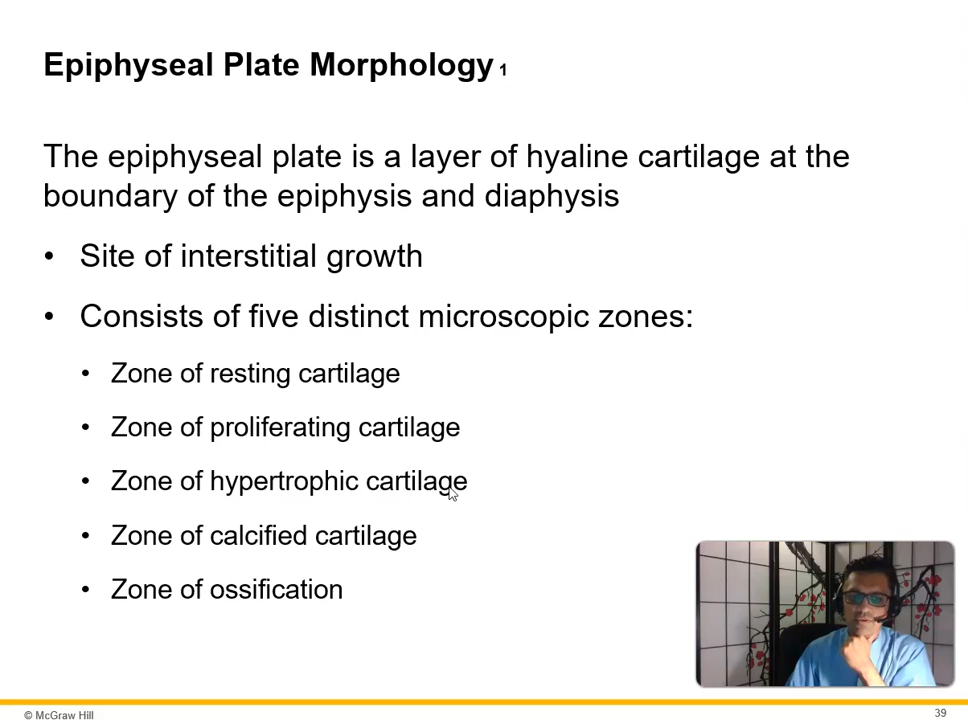 Epiphyseal Plate Morphology 1
The epiphyseal plate is a layer of hyaline cartilage at the
boundary of the epiphysis and diaphysis
• Site of interstitial growth
• Consists of five distinct microscopic zones:
• Zone of resting cartilage
• Zone of proliferating cartilage
• Zone of hypertrophic cartilage
• Zone of calcified cartilage
• Zone of ossification
© McGraw Hill
39